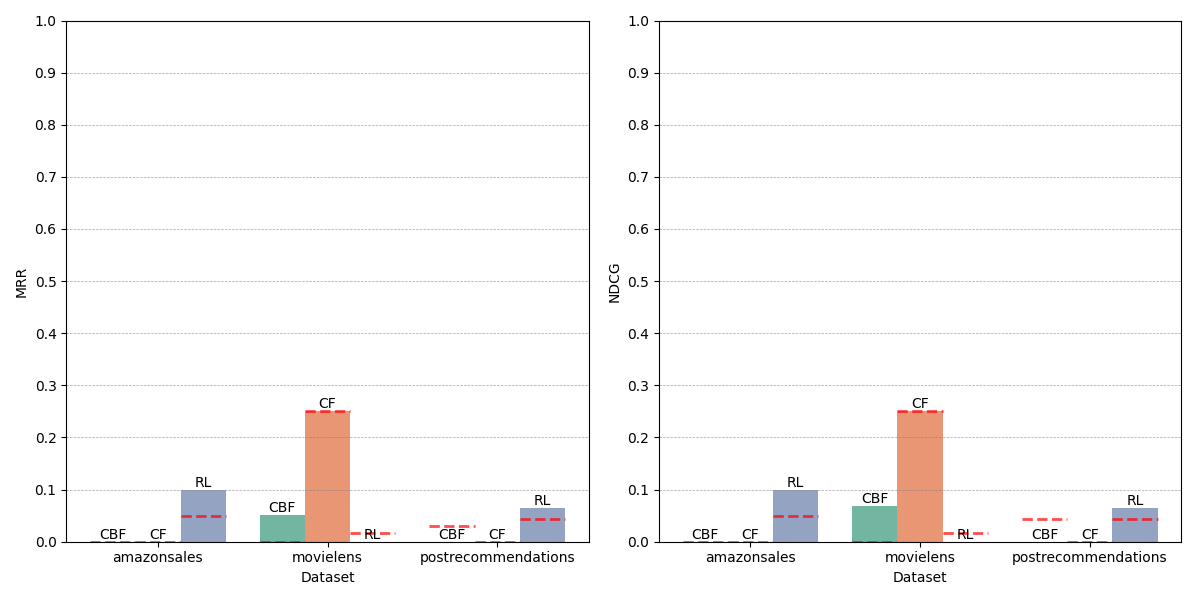 1.0
0.9
0.8
0.7
0.6
0.5
0.4
0.3
0.2
0.1
0.0
MRR
CBF CF RL
CBF CF RL
CBF CF RL
amazonsales movielens postrecommendations
Dataset
1.0
0.9
0.8
0.7
0.6
0.5
0.4
0.3
0.2
0.1
0.0
NDCG
CBF CF RL
CBF CF RL
CBF CF RL
amazonsales movielens postrecommendations
Dataset